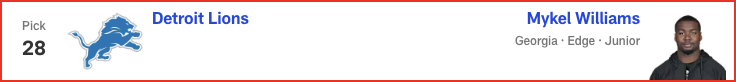 Pick
28
Detroit Lions
Mykel Williams
Georgia · Edge · Junior